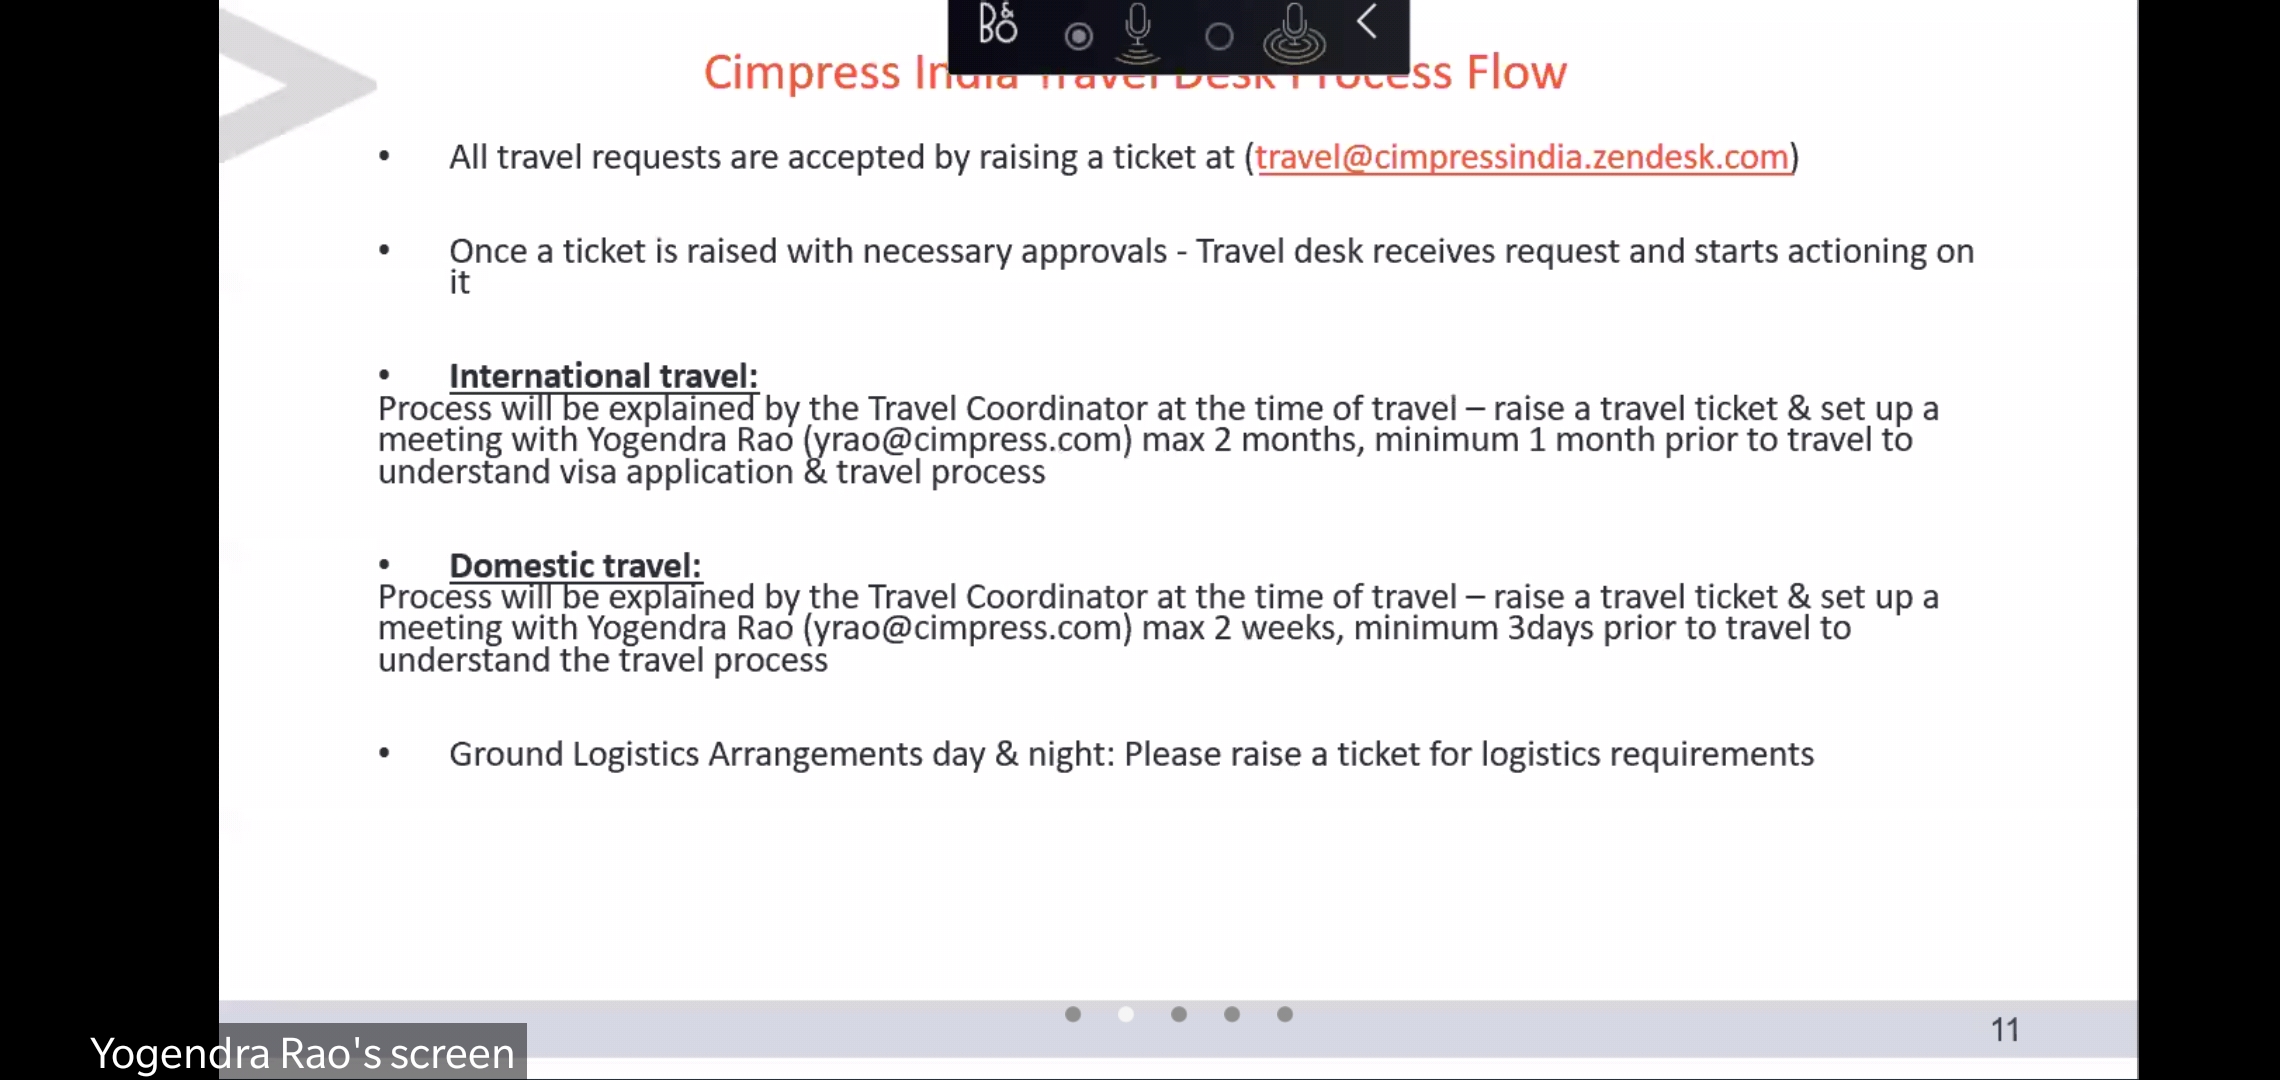 B&O
Cimpress India Travel Desk Process Flow
• All travel requests are accepted by raising a ticket at (travel@cimpressindia.zendesk.com)
• Once a ticket is raised with necessary approvals - Travel desk receives request and starts actioning on
it
• International travel:
Process will be explained by the Travel Coordinator at the time of travel – raise a travel ticket & set up a
meeting with Yogendra Rao (yrao@cimpress.com) max 2 months, minimum 1 month prior to travel to
understand visa application & travel process
• Domestic travel:
Process will be explained by the Travel Coordinator at the time of travel – raise a travel ticket & set up a
meeting with Yogendra Rao (yrao@cimpress.com) max 2 weeks, minimum 3days prior to travel to
understand the travel process
• Ground Logistics Arrangements day & night: Please raise a ticket for logistics requirements
11
Yogendra Rao's screen